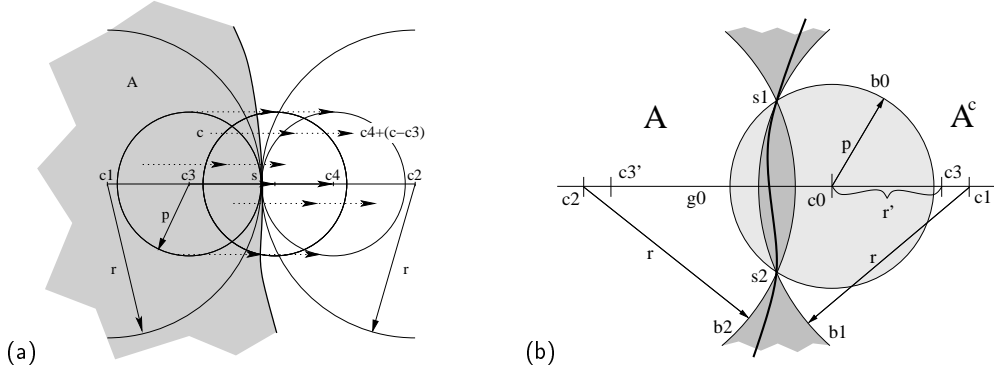 A
c
c4+(c−c3)
c1
c3
s
c4
c2
p
r
r
(a)
b0
s1
A
A^c
p
c3'
c3
c2
g0
c0
c1
r'
r
r
s2
b2
b1
(b)